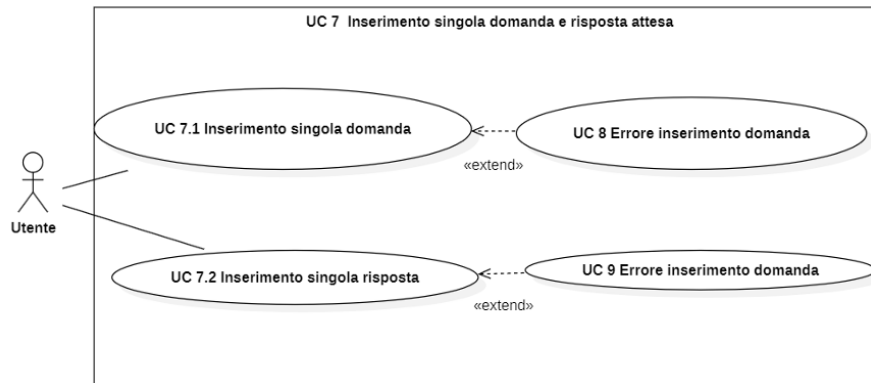 UC 7 Inserimento singola domanda e risposta attesa
UC 7.1 Inserimento singola domanda
UC 8 Errore inserimento domanda
«extend»
Utente
UC 7.2 Inserimento singola risposta
UC 9 Errore inserimento domanda
«extend»